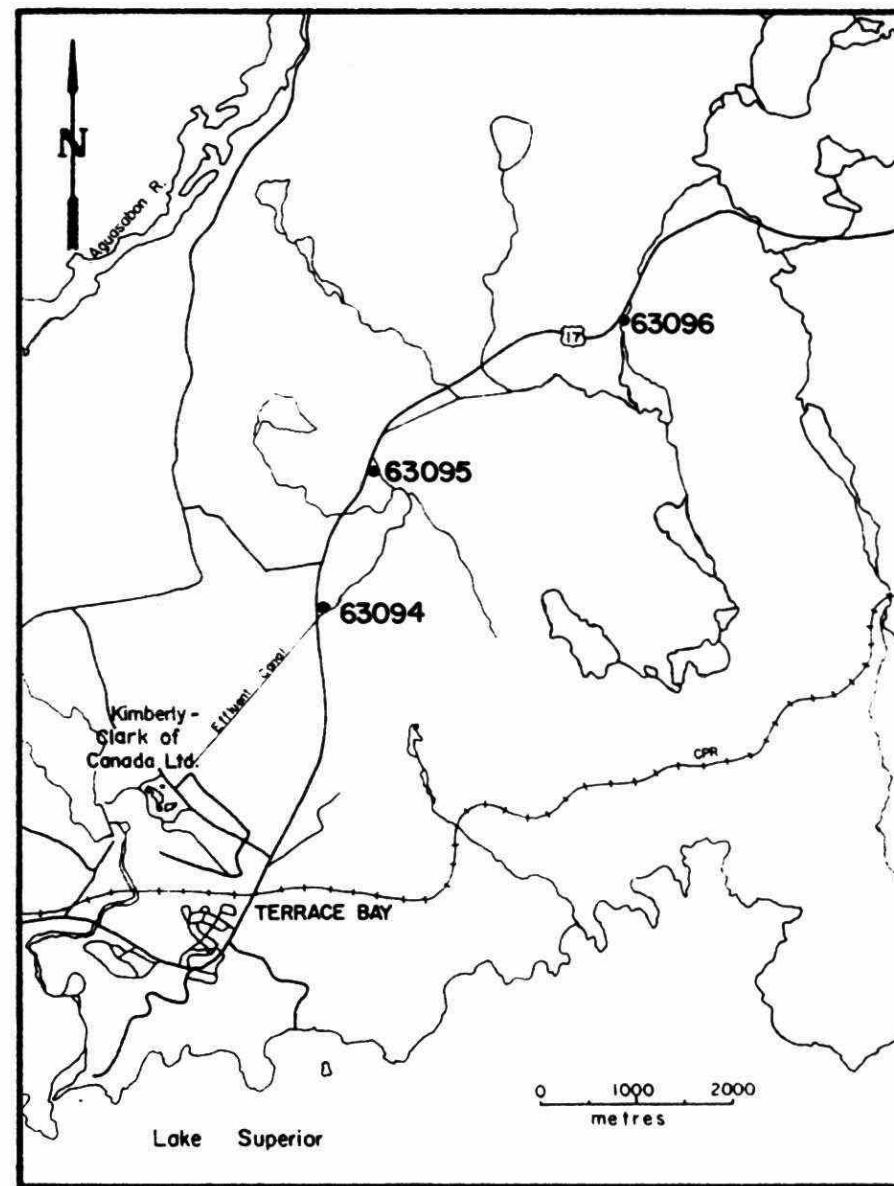 N
Aguasabon R.
17
63096
63095
63094
Effluent Canal
Kimberly-
Clark of
Canada Ltd.
CPR
TERRACE BAY
0 1000 2000
metres
Lake Superior